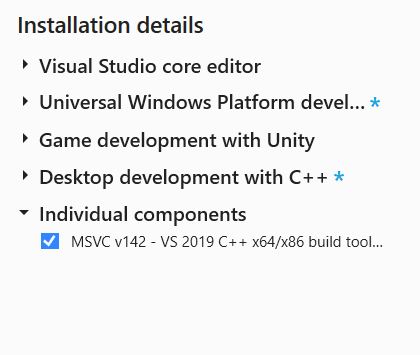 Installation details
Visual Studio core editor
Universal Windows Platform devel... *
Game development with Unity
Desktop development with C++ *
Individual components
MSVC v142 - VS 2019 C++ x64/x86 build tool...